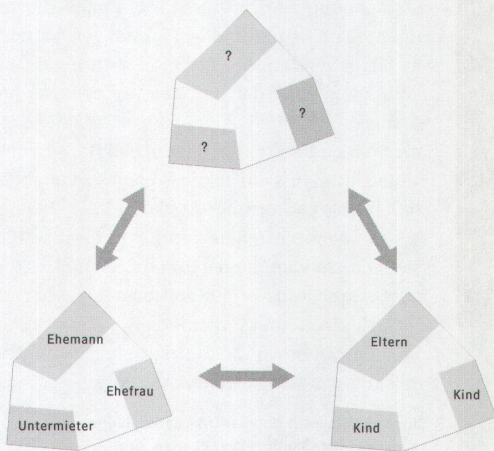 ?
?
?
Ehemann
Ehefrau
Untermieter
Eltern
Kind
Kind